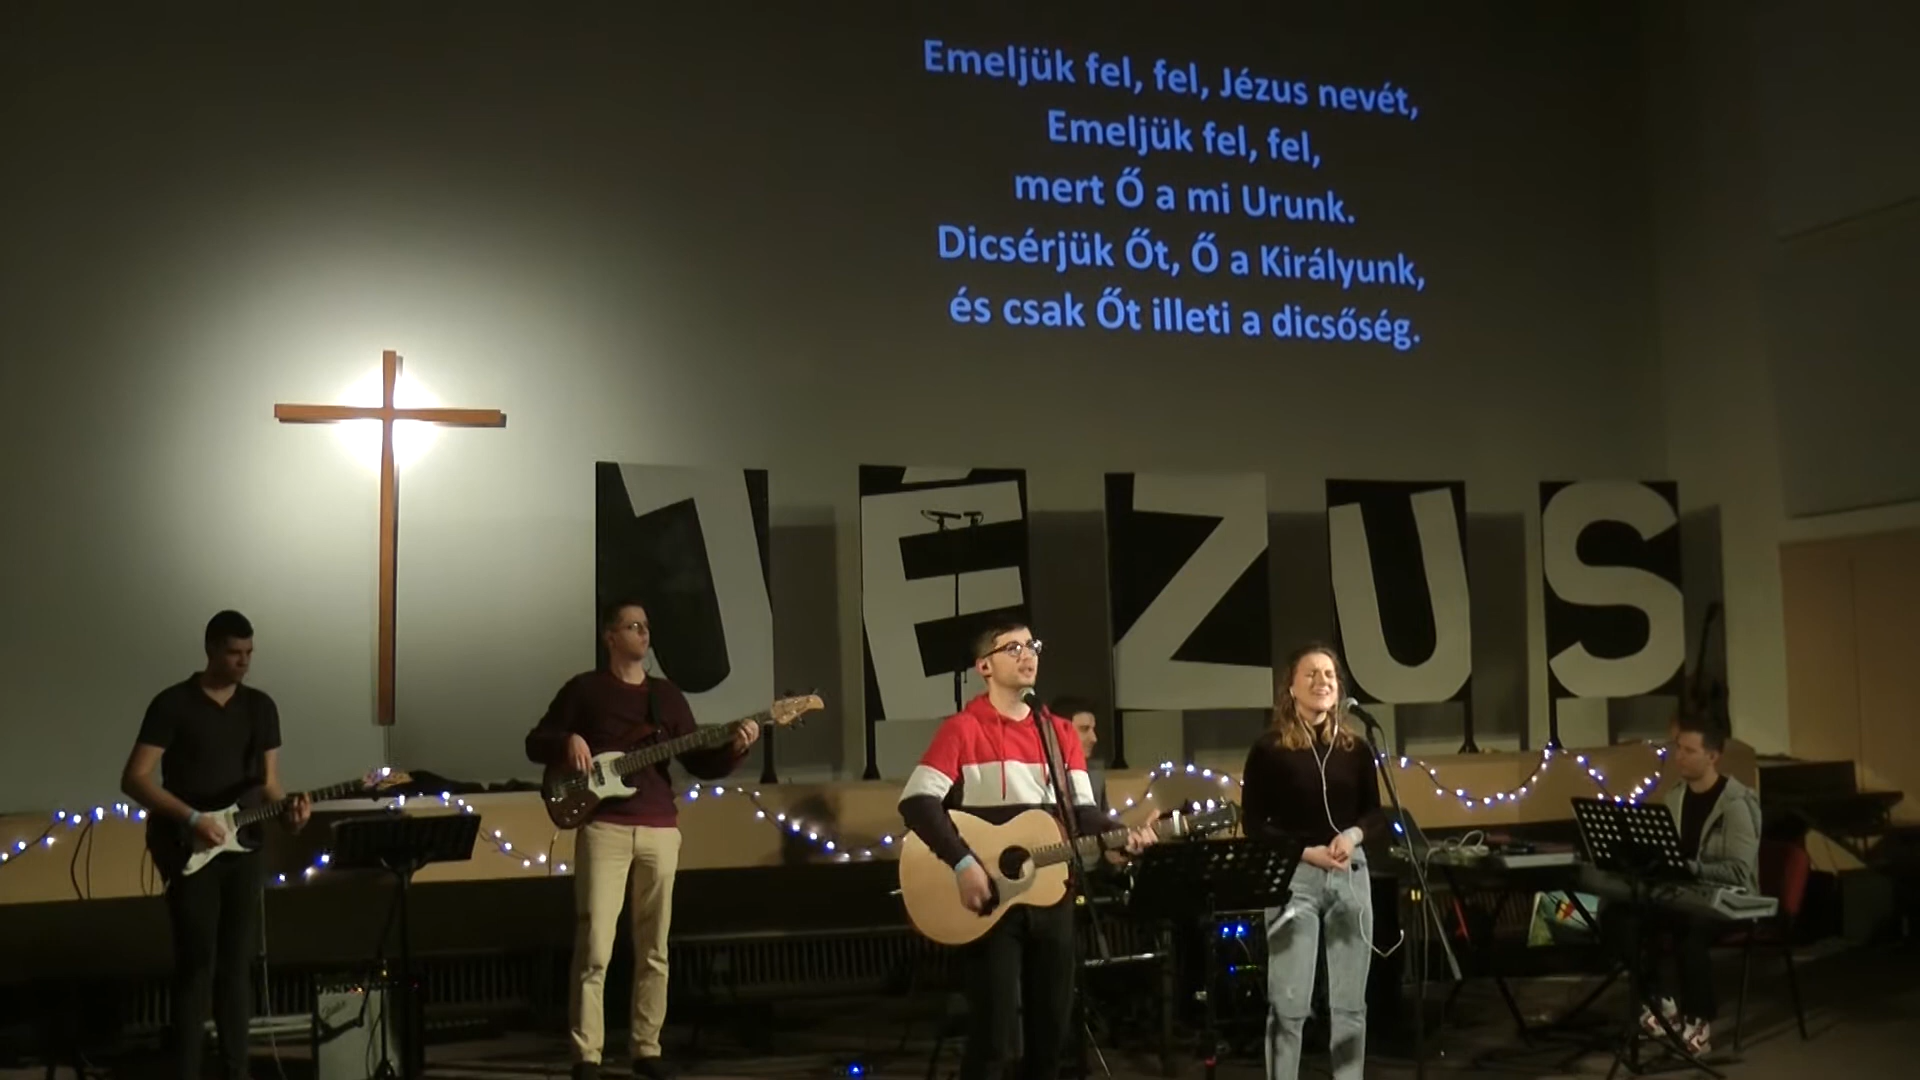 Emeljük fel, fel, Jézus nevét,
Emeljük fel, fel,
mert Ő a mi Urunk.
Dicsérjük Őt, Ő a Királyunk,
és csak Őt illeti a dicsőség.
JÉZUS